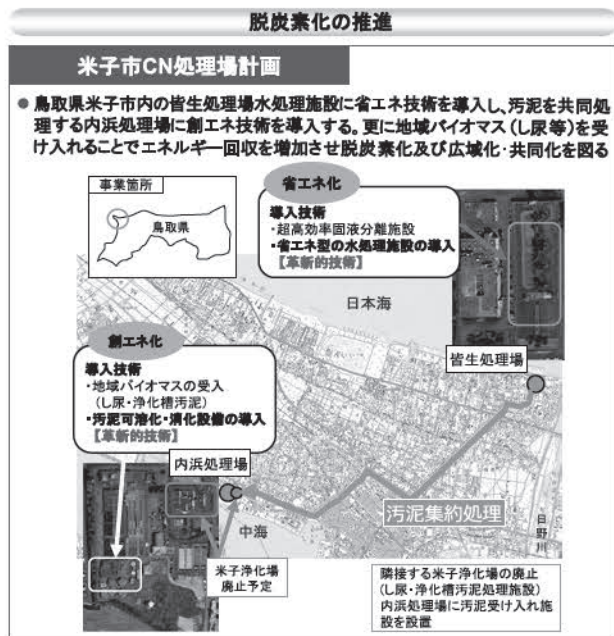 脱炭素化の推進
米子市CN処理場計画
● 鳥取県米子市内の皆生処理場水処理施設に省エネ技術を導入し、汚泥を共同処
理する内浜処理場に創エネ技術を導入する。更に地域バイオマス(し尿等)を受
け入れることでエネルギー回収を増加させ脱炭素化及び広域化・共同化を図る
事業箇所
鳥取県
省エネ化
導入技術
・超高効率固液分離施設
・省エネ型の水処理施設の導入
【革新的技術】
日本海
皆生処理場
創エネ化
導入技術
・地域バイオマスの受入
(し尿・浄化槽汚泥)
・汚泥可溶化・消化設備の導入
【革新的技術】
内浜処理場
汚泥集約処理
中海
日野川
米子浄化場
廃止予定
隣接する米子浄化場の廃止
(し尿・浄化槽汚泥処理施設)
内浜処理場に汚泥受け入れ施
設を設置